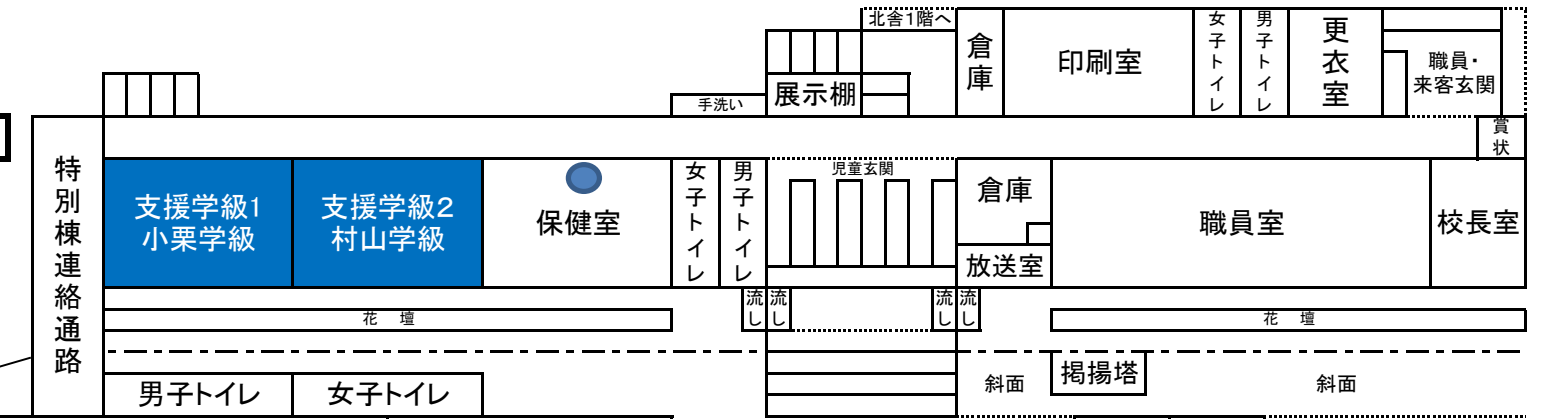 北舎1階へ
倉庫
印刷室
女子トイレ
男子トイレ
更衣室
職員・
来客玄関
手洗い
展示棚
賞状
特別棟連絡通路
支援学級1
小栗学級
支援学級2
村山学級
保健室
女子トイレ
男子トイレ
児童玄関
倉庫
放送室
職員室
校長室
流し
流し
流し
流し
花壇
花壇
男子トイレ
女子トイレ
斜面
掲揚塔
斜面